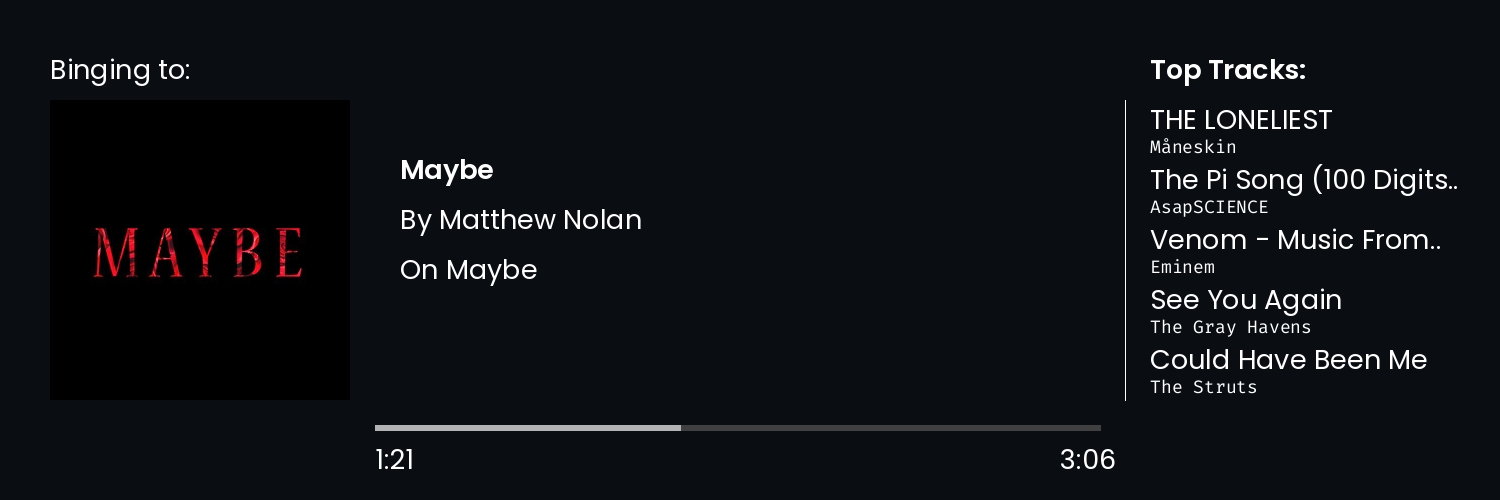 Binging to:
MAYBE
Maybe
By Matthew Nolan
On Maybe
1:21
3:06
Top Tracks:
THE LONELIEST
Måneskin
The Pi Song (100 Digits..
AsapSCIENCE
Venom - Music From..
Eminem
See You Again
The Gray Havens
Could Have Been Me
The Struts